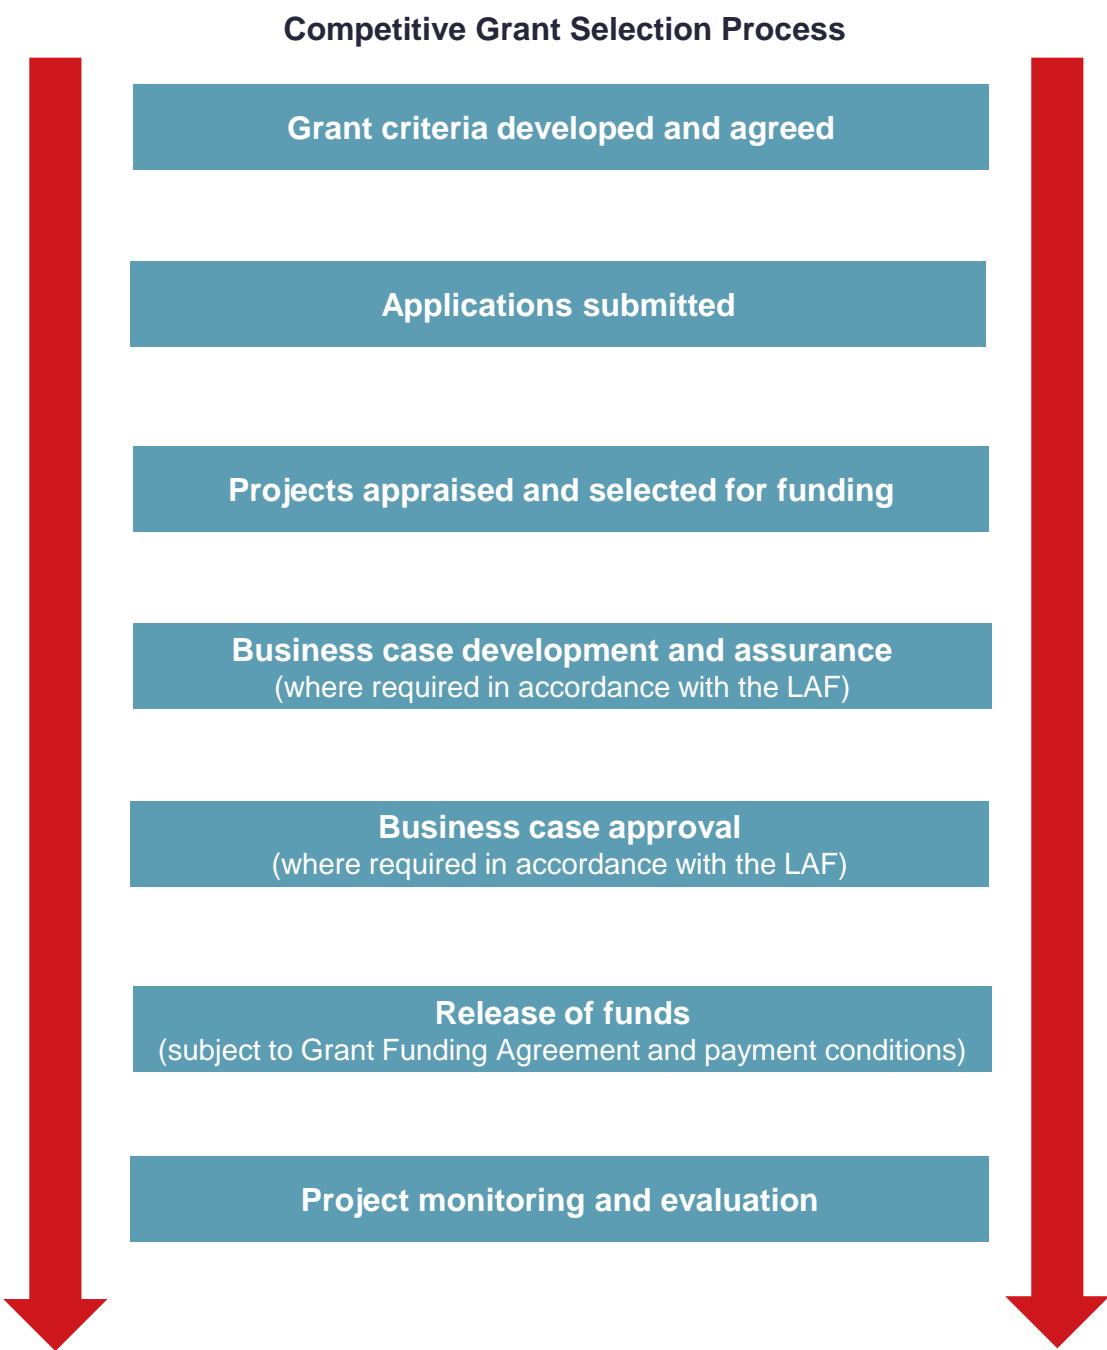 Competitive Grant Selection Process
Grant criteria developed and agreed
Applications submitted
Projects appraised and selected for funding
Business case development and assurance
(where required in accordance with the LAF)
Business case approval
(where required in accordance with the LAF)
Release of funds
(subject to Grant Funding Agreement and payment conditions)
Project monitoring and evaluation